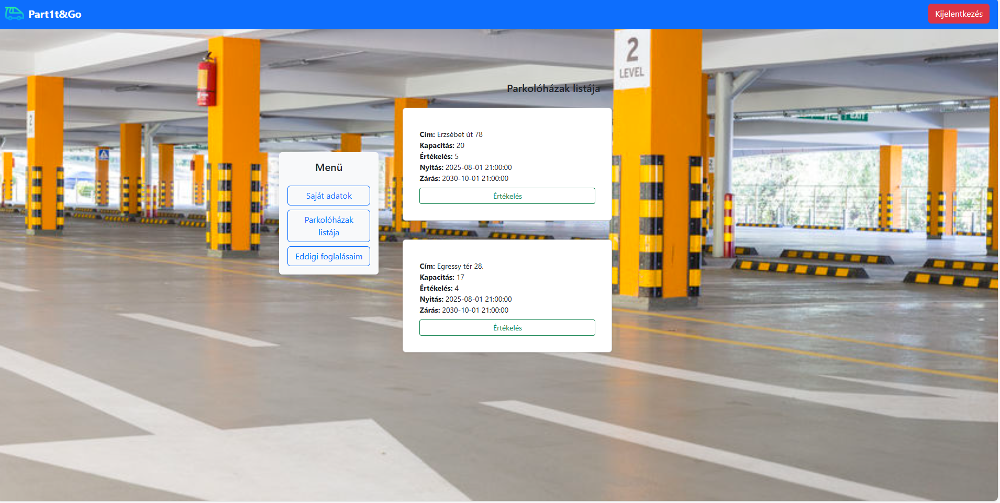 Part1t&Go
Kijelentkezés
2
LEVEL
EXIT
Parkolóházak listája
Menü
Saját adatok
Parkolóházak
listája
Eddigi foglalásaim
Cím: Erzsébet út 78
Kapacitás: 20
Értékelés: 5
Nyitás: 2025-08-01 21:00:00
Zárás: 2030-10-01 21:00:00
Értékelés
Cím: Egressy tér 28.
Kapacitás: 17
Értékelés: 4
Nyitás: 2025-08-01 21:00:00
Zárás: 2030-10-01 21:00:00
Értékelés
2
2